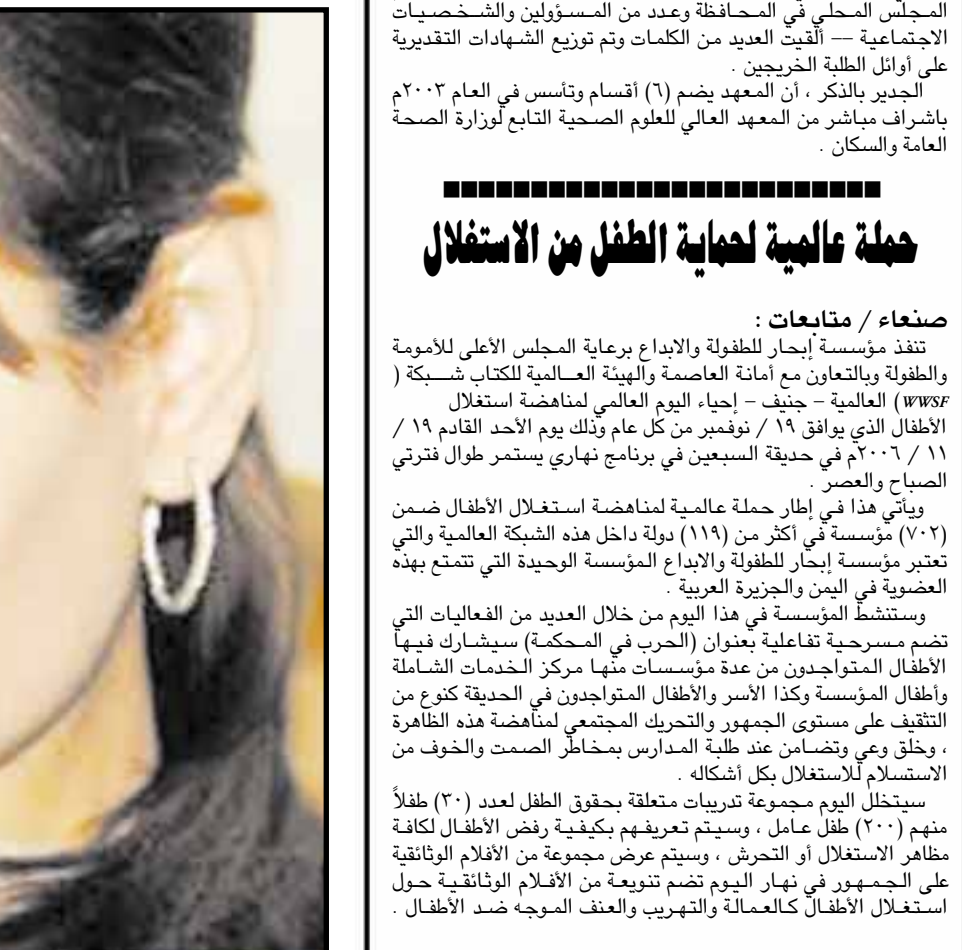 المجلس المحلي في المحافظة وعدد من المسؤولين والشخصيات
الاجتماعية –– ألقيت العديد من الكلمات وتم توزيع الشهادات التقديرية
على أوائل الطلبة الخريجين .
الجدير بالذكر ، أن المعهد يضم (٦) أقسام وتأسس في العام ٢٠٠٣م
باشراف مباشر من المعهد العالي للعلوم الصحية التابع لوزارة الصحة
العامة والسكان .
حملة عالمية لحماية الطفل من الاستغلال
صنعاء / متابعات :
تنفذ مؤسسة إبحار للطفولة والابداع برعاية المجلس الأعلى للأمومة
والطفولة وبالتعاون مع أمانة العاصمة والهيئة العالمية للكتاب شبكة (
WWSF) العالمية – جنيف – إحياء اليوم العالمي لمناهضة استغلال
الأطفال الذي يوافق ١٩ / نوفمبر من كل عام وذلك يوم الأحد القادم ١٩ /
١١ / ٢٠٠٦م في حديقة السبعين في برنامج نهاري يستمر طوال فترتي
الصباح والعصر .
ويأتي هذا في إطار حملة عالمية لمناهضة استغلال الأطفال ضمن
(٧٠٢) مؤسسة في أكثر من (١١٩) دولة داخل هذه الشبكة العالمية والتي
تعتبر مؤسسة إبحار للطفولة والابداع المؤسسة الوحيدة التي تتمتع بهذه
العضوية في اليمن والجزيرة العربية .
وستنشط المؤسسة في هذا اليوم من خلال العديد من الفعاليات التي
تضم مسرحية تفاعلية بعنوان (الحرب في المحكمة) سيشارك فيها
الأطفال المتواجدون من عدة مؤسسات منها مركز الخدمات الشاملة
وأطفال المؤسسة وكذا الأسر والأطفال المتواجدون في الحديقة كنوع من
التثقيف على مستوى الجمهور والتحريك المجتمعي لمناهضة هذه الظاهرة
، وخلق وعي وتضامن عند طلبة المدارس بمخاطر الصمت والخوف من
الاستسلام للاستغلال بكل أشكاله .
سيتخلل اليوم مجموعة تدريبات متعلقة بحقوق الطفل لعدد (٣٠) طفلاً
منهم (٢٠٠) طفل عامل ، وسيتم تعريفهم بكيفية رفض الأطفال لكافة
مظاهر الاستغلال أو التحرش ، وسيتم عرض مجموعة من الأفلام الوثائقية
على الجمهور في نهار اليوم تضم تنويعة من الأفلام الوثائقية حول
استغلال الأطفال كالعمالة والتهريب والعنف الموجه ضد الأطفال .